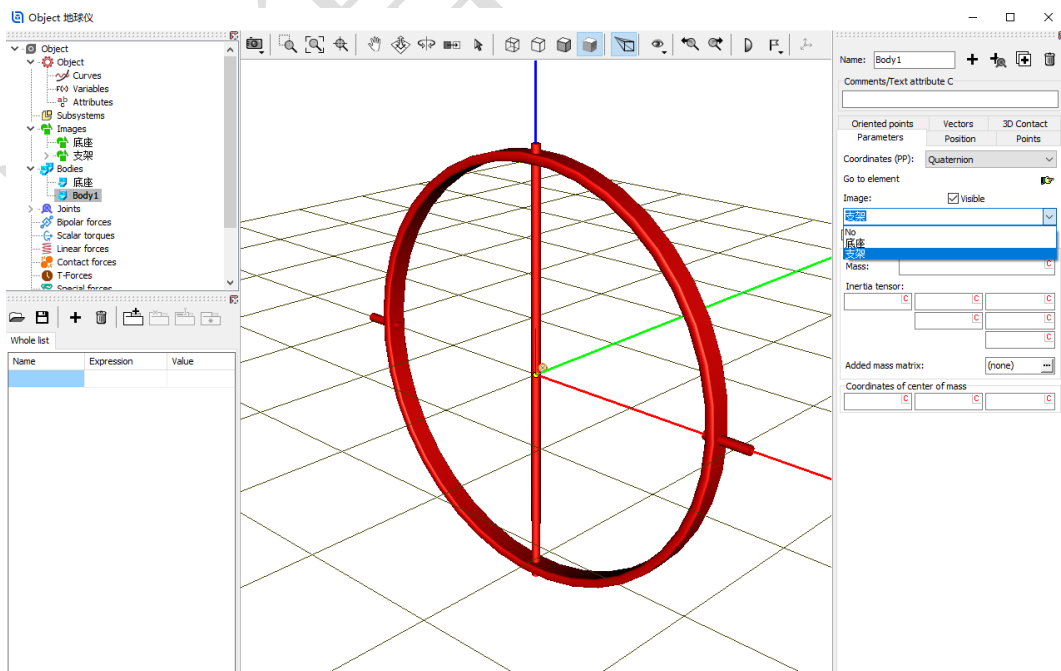 Object 地球仪
Object
Object
Curves
F(x) Variables
ab Attributes
Subsystems
Images
底座
支架
Bodies
底座
Body1
Joints
Bipolar forces
Scalar torques
Linear forces
Contact forces
T-Forces
Special forces
Whole list
Name Expression Value
Name: Body1
Comments/Text attribute C
Oriented points Vectors 3D Contact
Parameters Position Points
Coordinates (PP): Quaternion
Go to element
Image: Visible
支架
No
底座
支架
Mass: C
Inertia tensor:
C C C
C C
C
Added mass matrix: (none) ...
Coordinates of center of mass
C C C